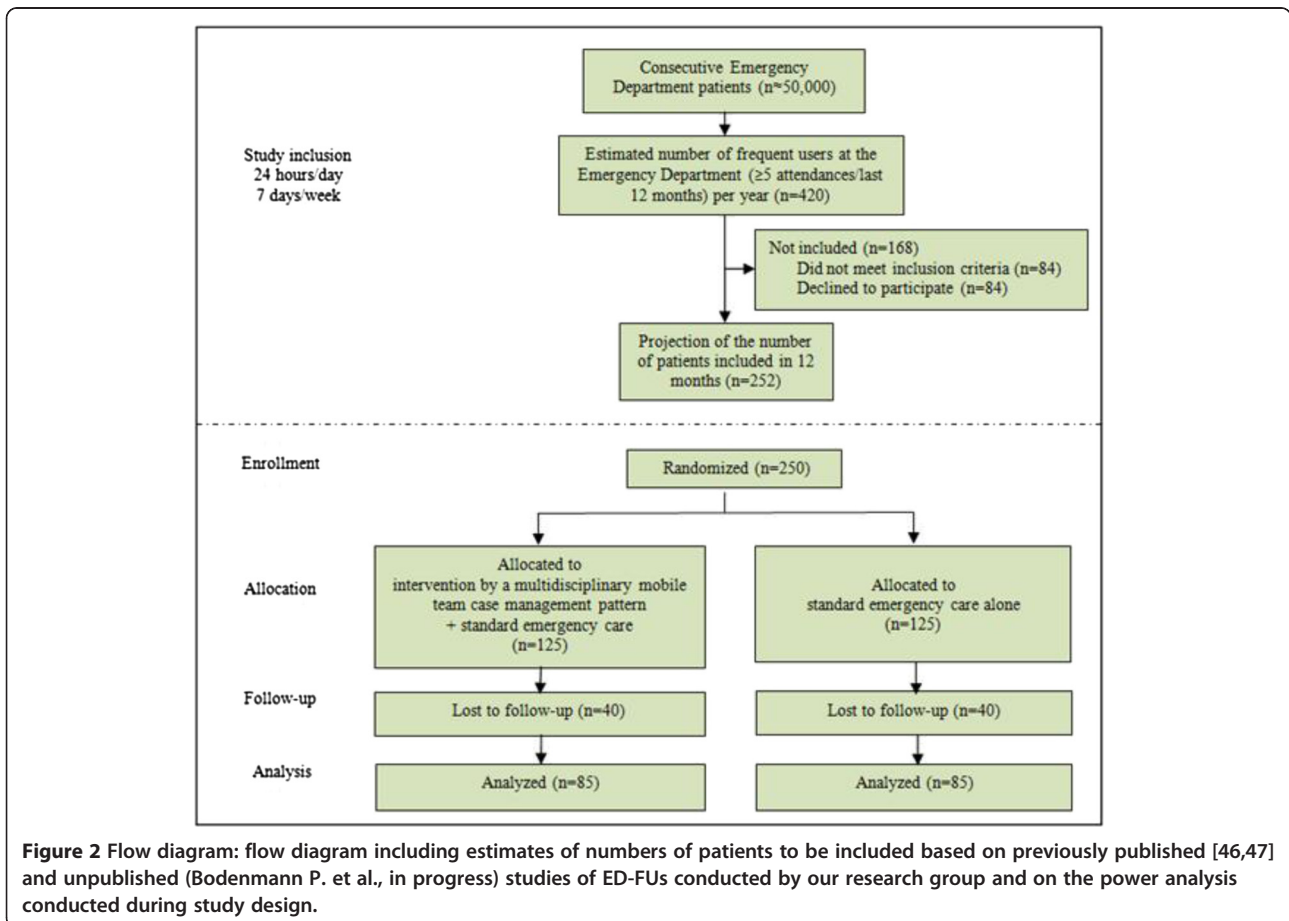 Consecutive Emergency
Department patients (n≈50,000)
Study inclusion
24 hours/day
7 days/week
Estimated number of frequent users at the
Emergency Department (≥5 attendances/last
12 months) per year (n=420)
Not included (n=168)
Did not meet inclusion criteria (n=84)
Declined to participate (n=84)
Projection of the number
of patients included in 12
months (n=252)
Enrollment
Randomized (n=250)
Allocation
Allocated to
intervention by a multidisciplinary mobile
team case management pattern
+ standard emergency care
(n=125)
Allocated to
standard emergency care alone
(n=125)
Follow-up
Lost to follow-up (n=40)
Lost to follow-up (n=40)
Analysis
Analyzed (n=85)
Analyzed (n=85)
Figure 2 Flow diagram: flow diagram including estimates of numbers of patients to be included based on previously published [46,47]
and unpublished (Bodenmann P. et al., in progress) studies of ED-FUs conducted by our research group and on the power analysis
conducted during study design.